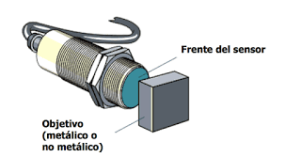 Frente del sensor
Objetivo
(metálico o
no metálico)